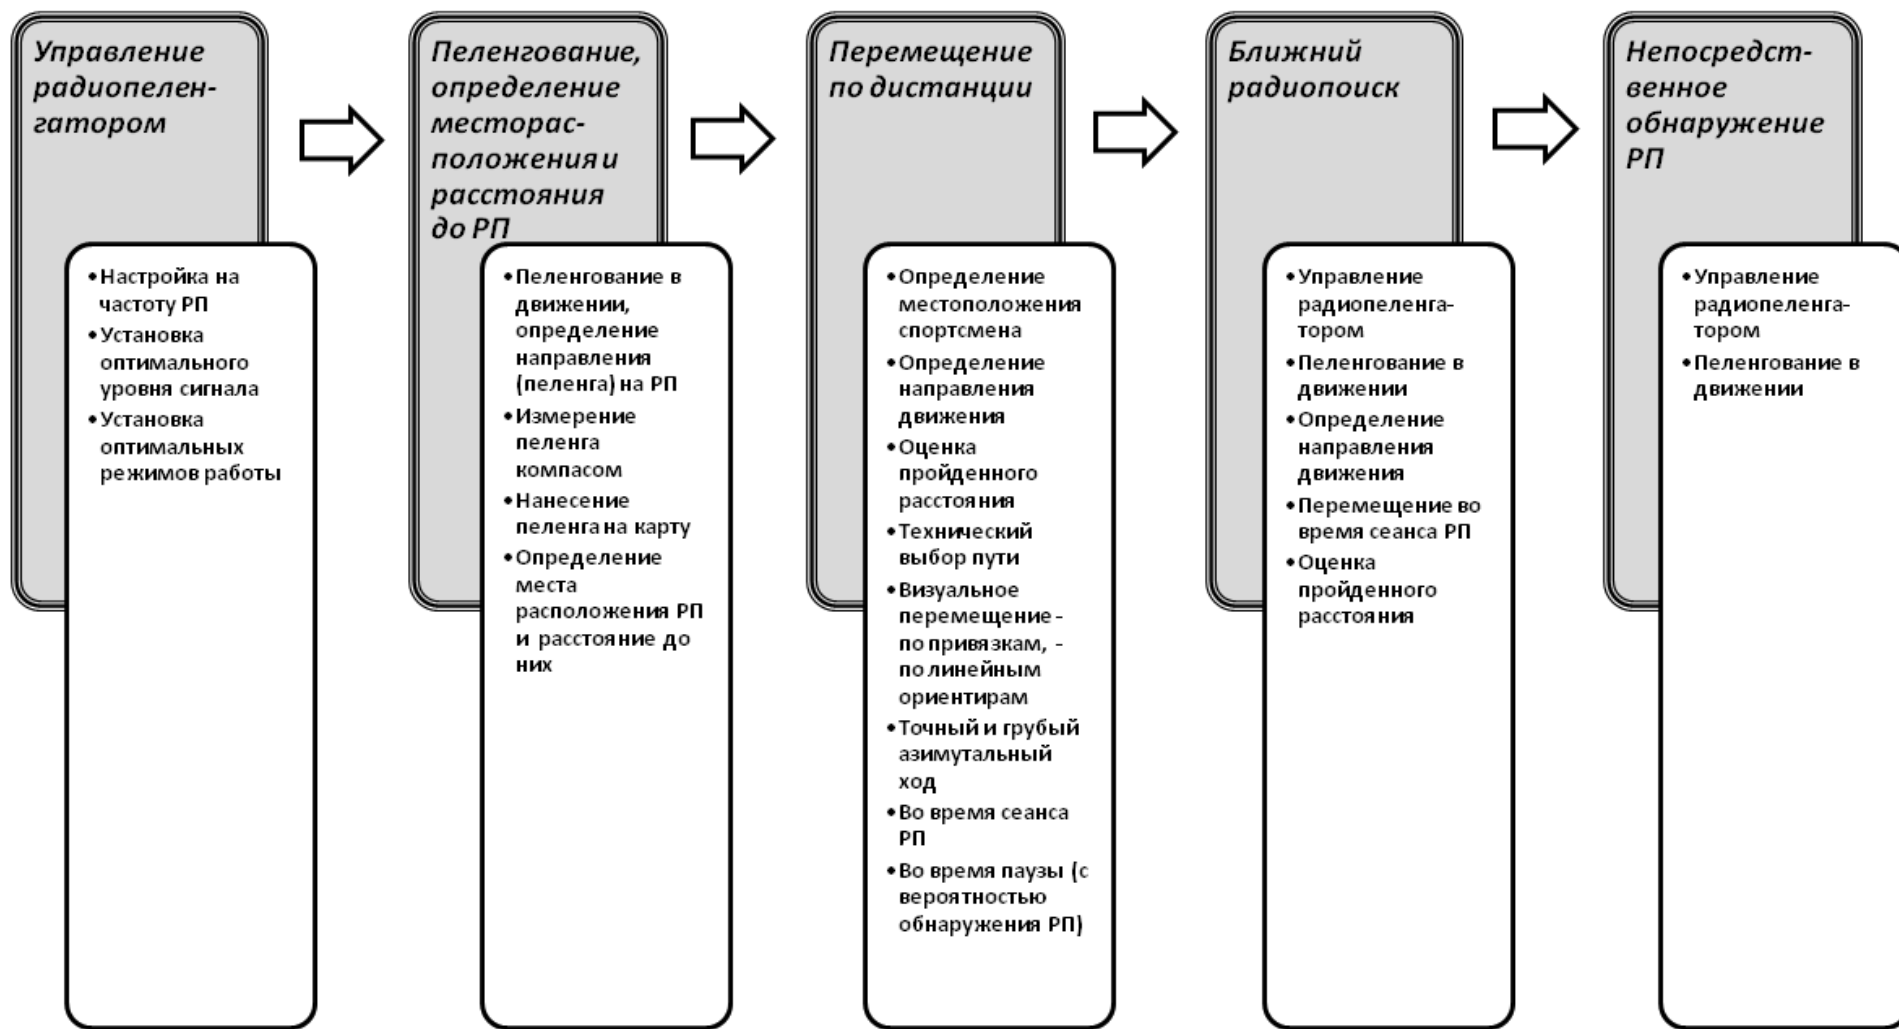 Управление
радиопелен-
гатором
Настройка на
частоту РП
Установка
оптимального
уровня сигнала
Установка
оптимальных
режимов работы
Пеленгование,
определение
месторас-
положения и
расстояния
до РП
Пеленгование в
движении,
определение
направления
(пеленга) на РП
Измерение
пеленга
компасом
Нанесение
пеленга на карту
Определение
места
расположения РП
и расстояние до
них
Перемещение
по дистанции
Определение
местоположения
спортсмена
Определение
направления
движения
Оценка
пройденного
расстояния
Технический
выбор пути
Визуальное
перемещение -
по привязкам, -
по линейным
ориентирам
Точный и грубый
азимутальный
ход
Во время сеанса
РП
Во время паузы (с
вероятностью
обнаружения РП)
Ближний
радиопоиск
Управление
радиопеленга-
тором
Пеленгование в
движении
Определение
направления
движения
Перемещение во
время сеанса РП
Оценка
пройденного
расстояния
Непосредст-
венное
обнаружение
РП
Управление
радиопеленга-
тором
Пеленгование в
движении